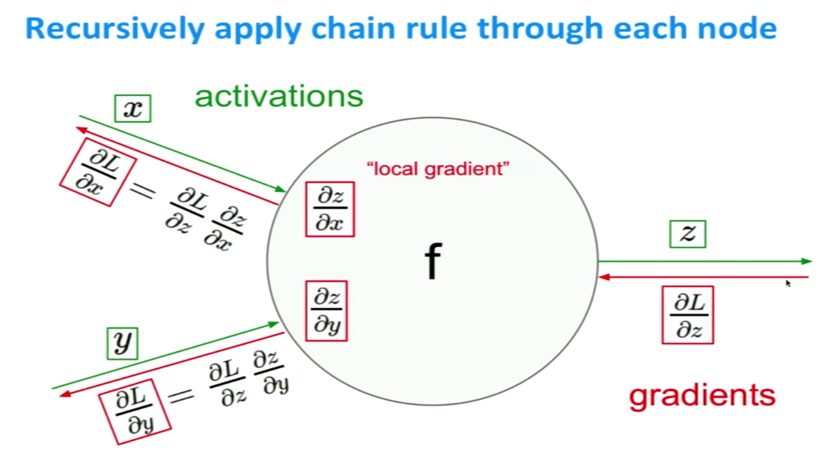 Recursively apply chain rule through each node
activations
x
∂L/∂x = ∂L/∂z ∂z/∂x
"local gradient"
∂z/∂x
f
z
∂z/∂y
∂L/∂z
y
∂L/∂y = ∂L/∂z ∂z/∂y
gradients